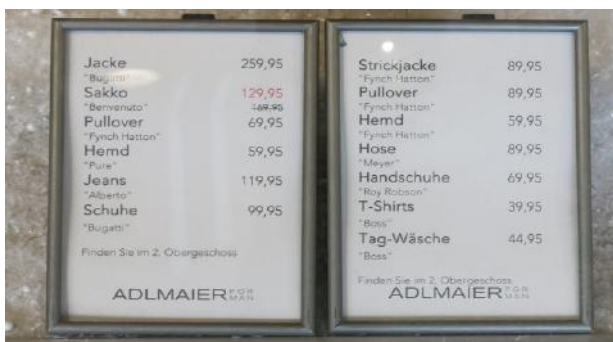 Jacke 259,95
"Bugatti"
Sakko 129,95
"Benvenuto" 169,95
Pullover 69,95
"Fynch Hatton"
Hemd 59,95
"Pure"
Jeans 119,95
"Alberto"
Schuhe 99,95
"Bugatti"
Finden Sie im 2. Obergeschoss
ADLMAIER FOR MAN
Strickjacke 89,95
"Fynch Hatton"
Pullover 89,95
"Fynch Hatton"
Hemd 59,95
"Fynch Hatton"
Hose 89,95
"Meyer"
Handschuhe 69,95
"Roy Robson"
T-Shirts 39,95
"Boss"
Tag-Wäsche 44,95
"Boss"
Finden Sie im 2. Obergeschoss
ADLMAIER FOR MAN